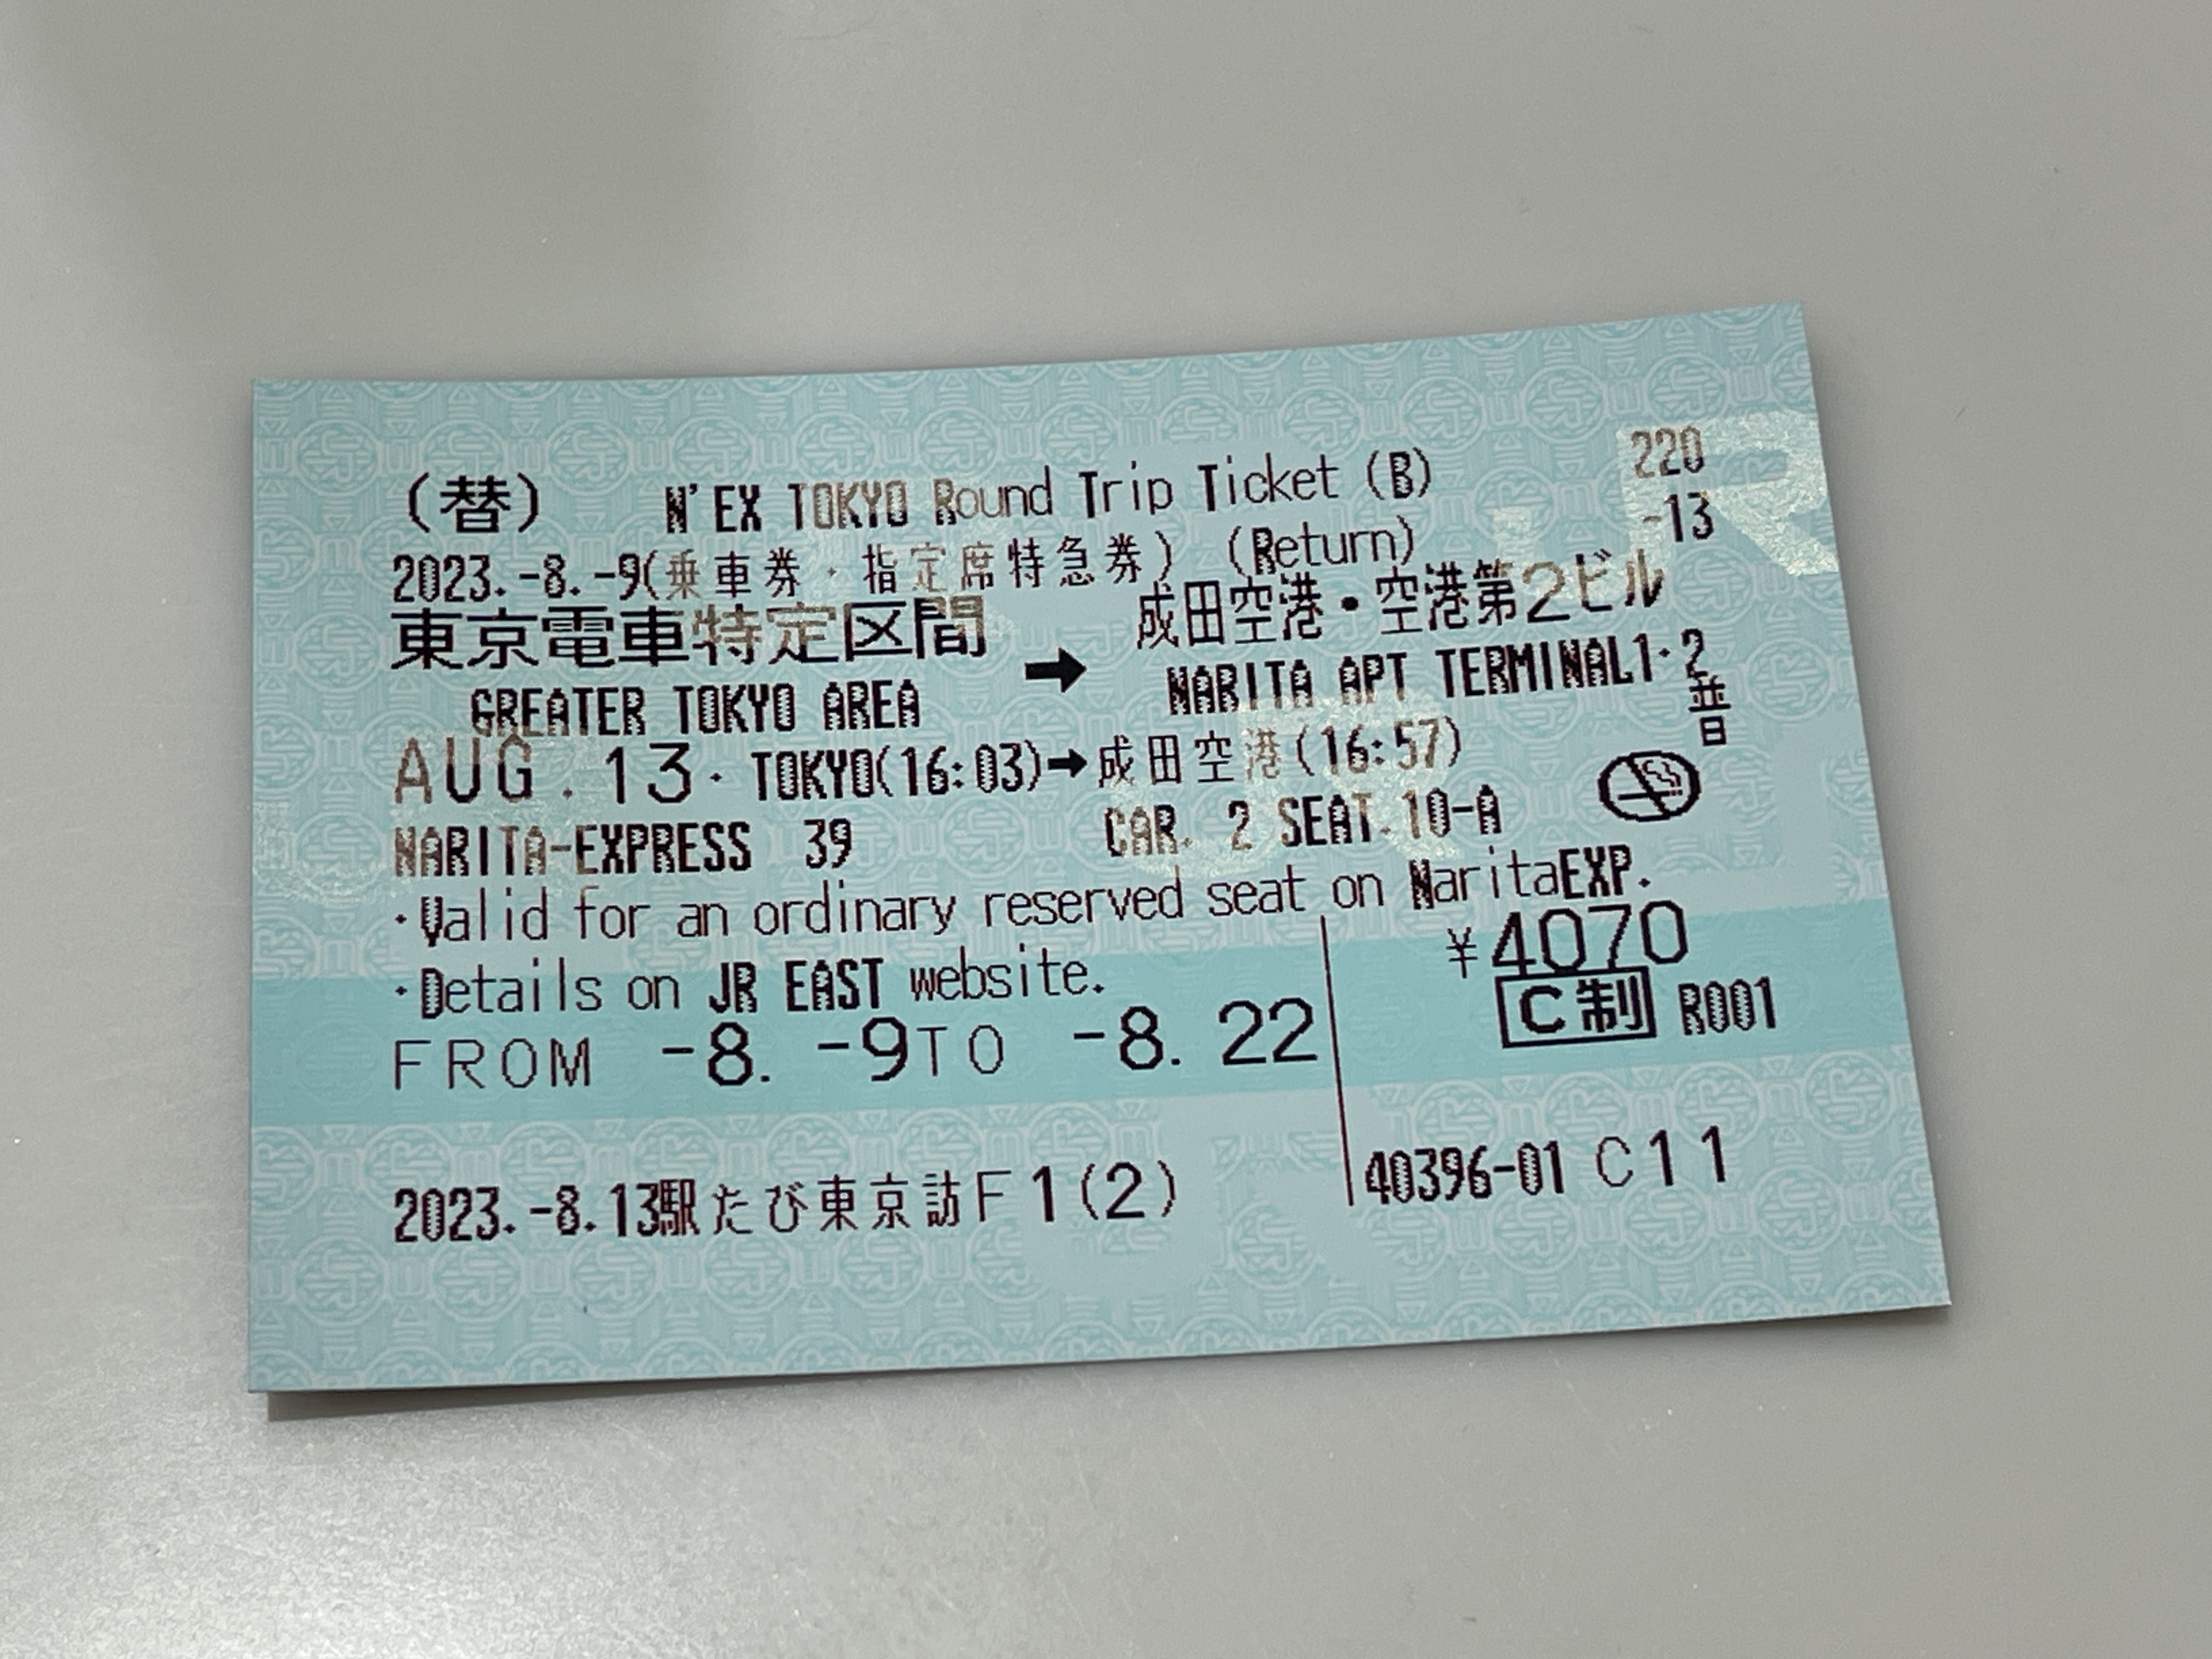 (替) N'EX TOKYO Round Trip Ticket (B) 220
2023.-8.-9(乗車券・指定席特急券) (Return) -13
東京電車特定区間 ➡ 成田空港・空港第2ビル
GREATER TOKYO AREA NARITA APT TERMINAL1・2
普
AUG. 13・TOKYO(16:03)➡成田空港(16:57)
NARITA-EXPRESS 39 CAR. 2 SEAT.10-A
・Valid for an ordinary reserved seat on NaritaEXP.
・Details on JR EAST website. ¥4070
FROM -8. -9TO -8. 22 C制 R001
2023.-8.13駅たび東京訪F1(2) 40396-01 C11